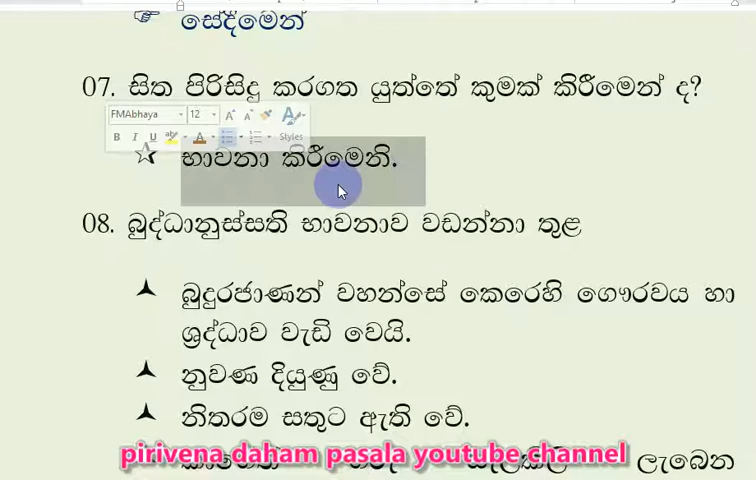 සේදීමෙන්
07. සිත පිරිසිදු කරගත යුත්තේ කුමක් කිරීමෙන් ද?
FMAbhaya 12
B I U Styles
භාවනා කිරීමෙනි.
08. බුද්ධානුස්සති භාවනාව වඩන්නා තුළ
බුදුරජාණන් වහන්සේ කෙරෙහි ගෞරවය හා
ශ්‍රද්ධාව වැඩි වෙයි.
නුවණ දියුණු වේ.
නිතරම සතුට ඇති වේ.
pirivena daham pasala youtube channel
ලැබෙන